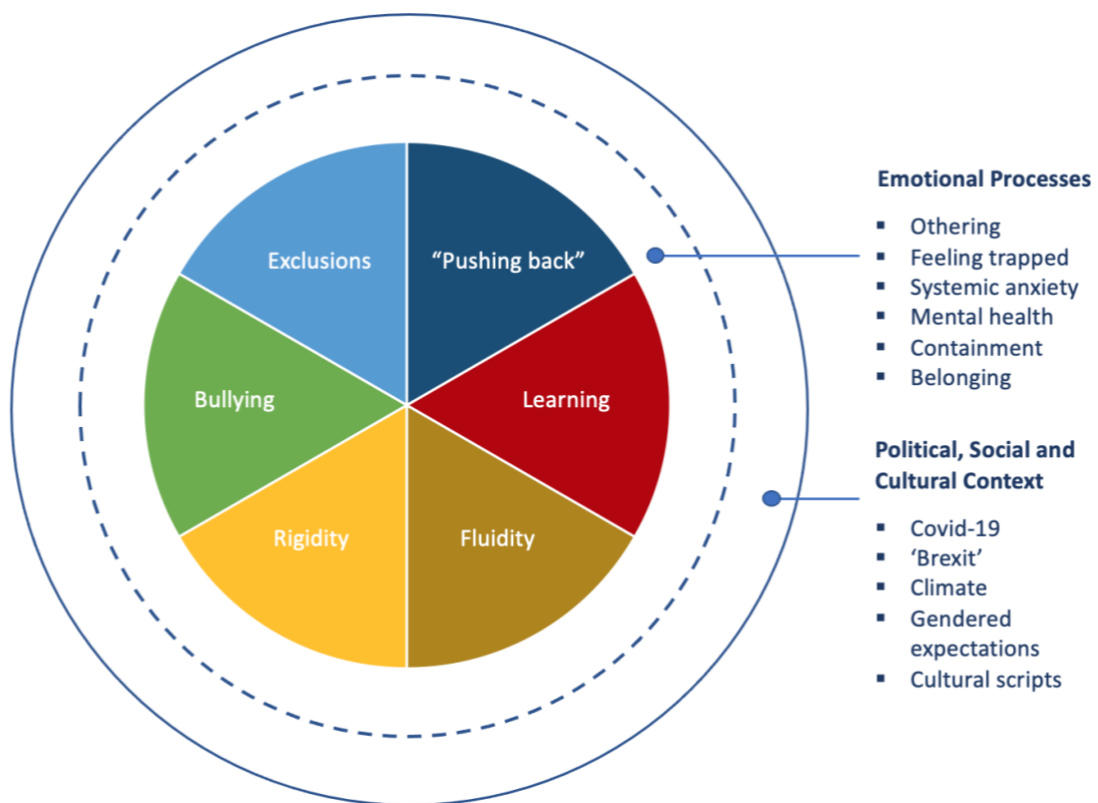 Exclusions
“Pushing back”
Bullying
Learning
Rigidity
Fluidity
Emotional Processes
▪ Othering
▪ Feeling trapped
▪ Systemic anxiety
▪ Mental health
▪ Containment
▪ Belonging
Political, Social and
Cultural Context
▪ Covid-19
▪ ‘Brexit’
▪ Climate
▪ Gendered
expectations
▪ Cultural scripts